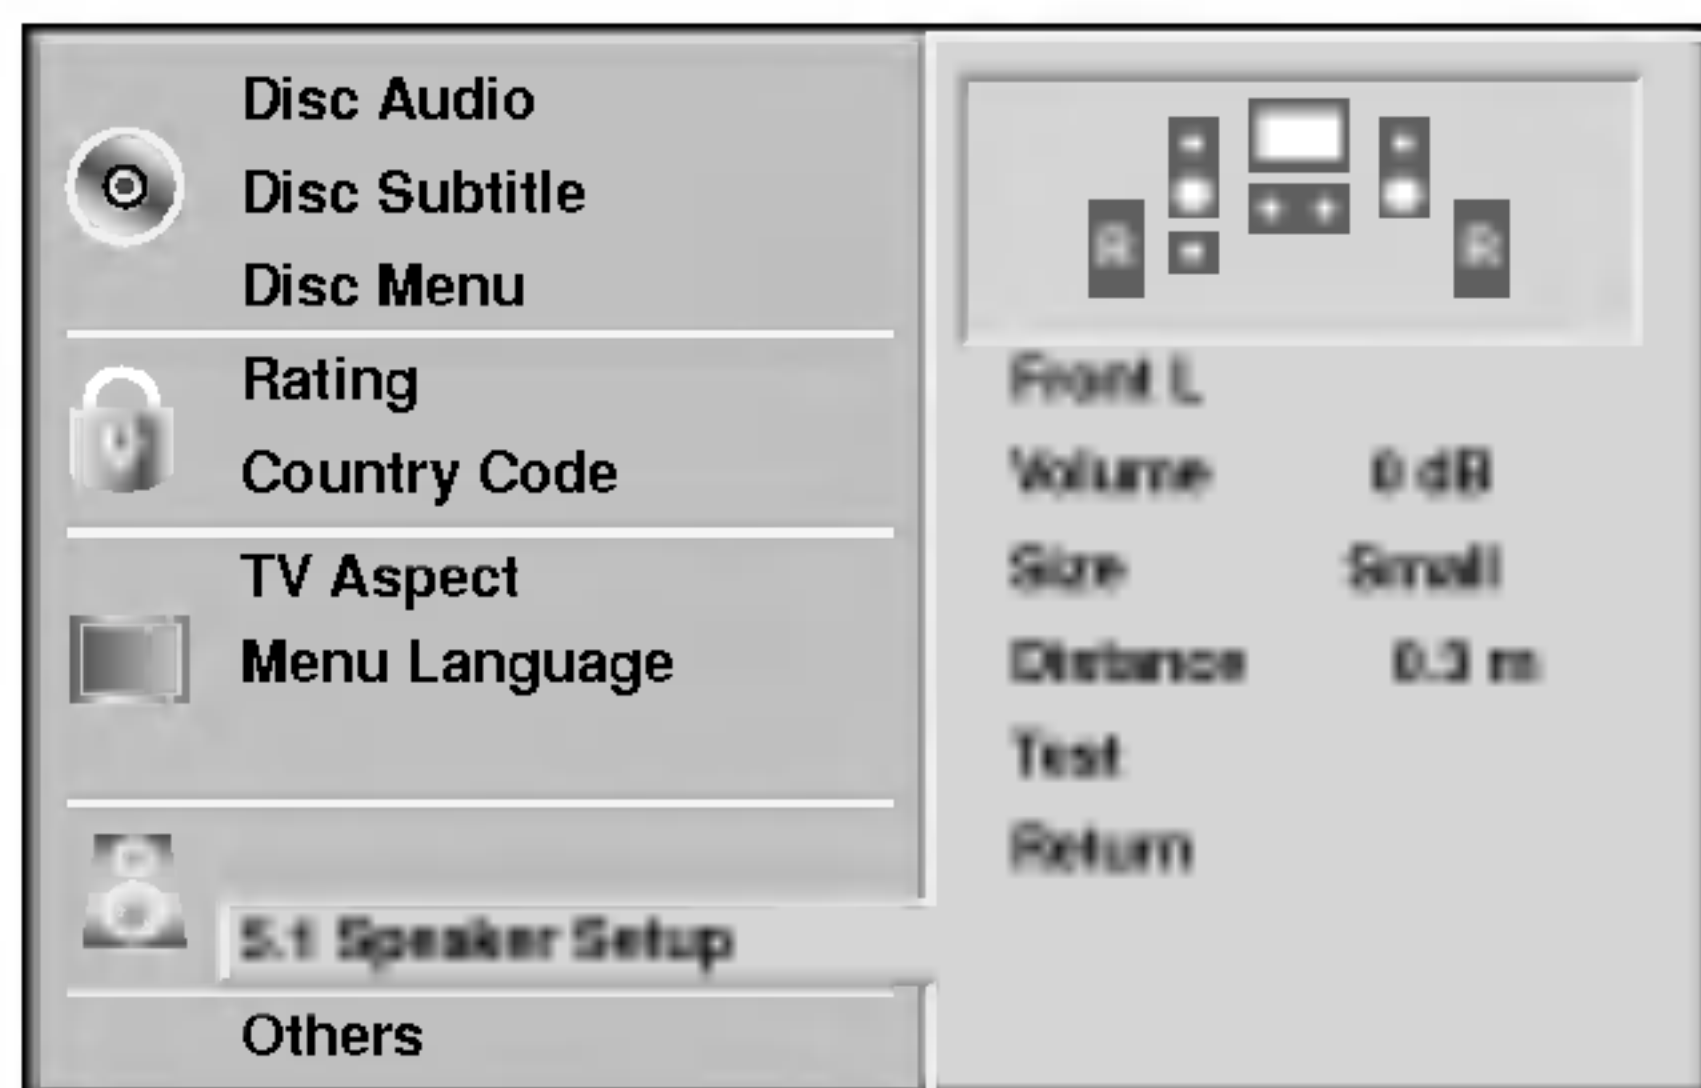 Disc Audio
Disc Subtitle
Disc Menu
Rating
Country Code
TV Aspect
Menu Language
5.1 Speaker Setup
Others
R R
Front L
Volume 0 dB
Size Small
Distance 0.3 m
Test
Return